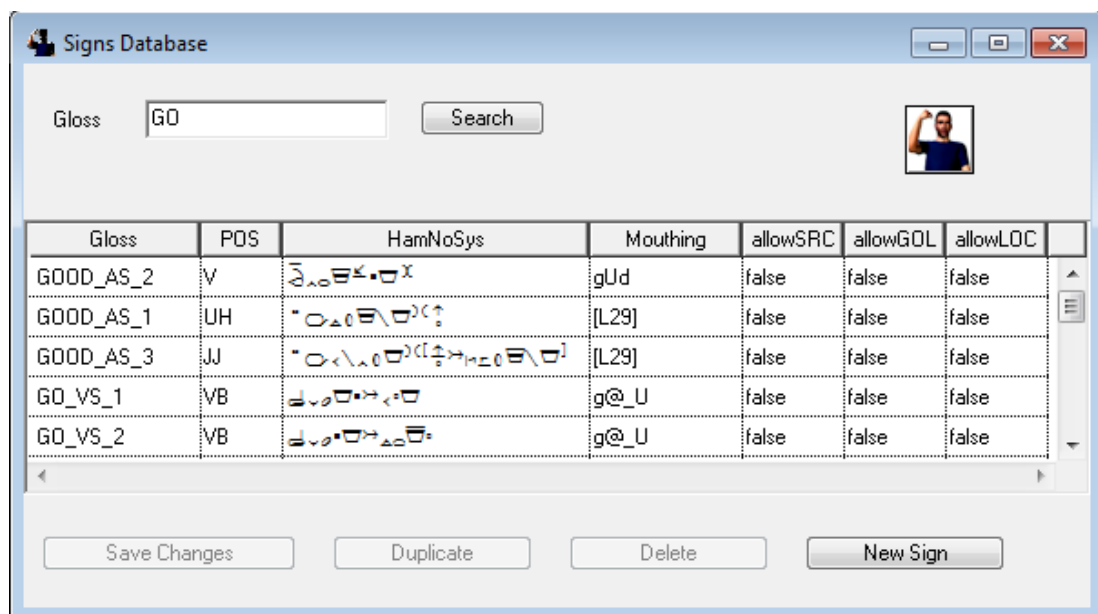 Signs Database
Gloss GO Search
Gloss POS HamNoSys Mouthing allowSRC allowGOL allowLOC
GOOD_AS_2 V gUd false false false
GOOD_AS_1 UH [L29] false false false
GOOD_AS_3 JJ [L29] false false false
GO_VS_1 VB g@_U false false false
GO_VS_2 VB g@_U false false false
Save Changes Duplicate Delete New Sign